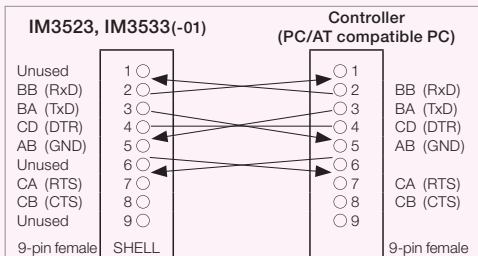 IM3523, IM3533(-01)
Controller
(PC/AT compatible PC)
Unused 1 1
BB (RxD) 2 2 BB (RxD)
BA (TxD) 3 3 BA (TxD)
CD (DTR) 4 4 CD (DTR)
AB (GND) 5 5 AB (GND)
Unused 6 6
CA (RTS) 7 7 CA (RTS)
CB (CTS) 8 8 CB (CTS)
Unused 9 9
9-pin female SHELL 9-pin female